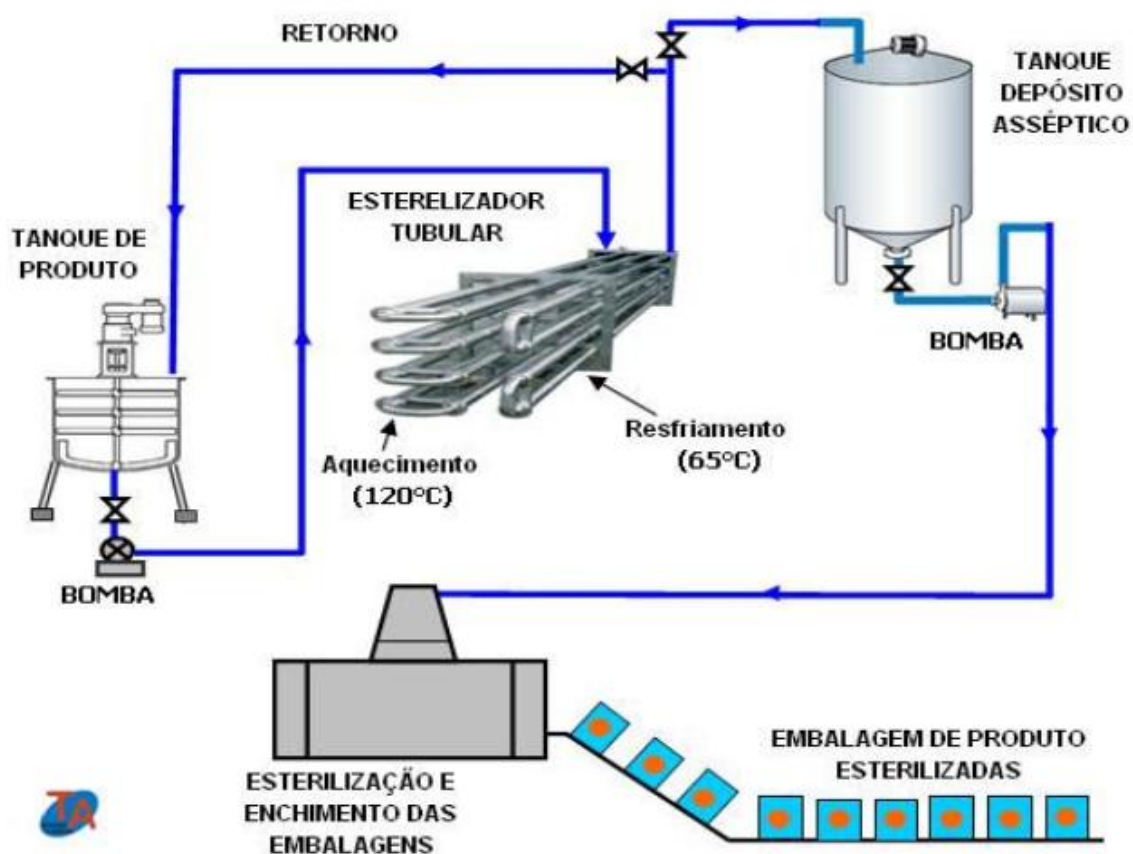 RETORNO
TANQUE
DEPÓSITO
ASSÉPTICO
ESTERELIZADOR
TUBULAR
TANQUE DE
PRODUTO
BOMBA
Resfriamento
(65°C)
Aquecimento
(120°C)
BOMBA
EMBALAGEM DE PRODUTO
ESTERILIZADAS
ESTERILIZAÇÃO E
ENCHIMENTO DAS
EMBALAGENS
TA